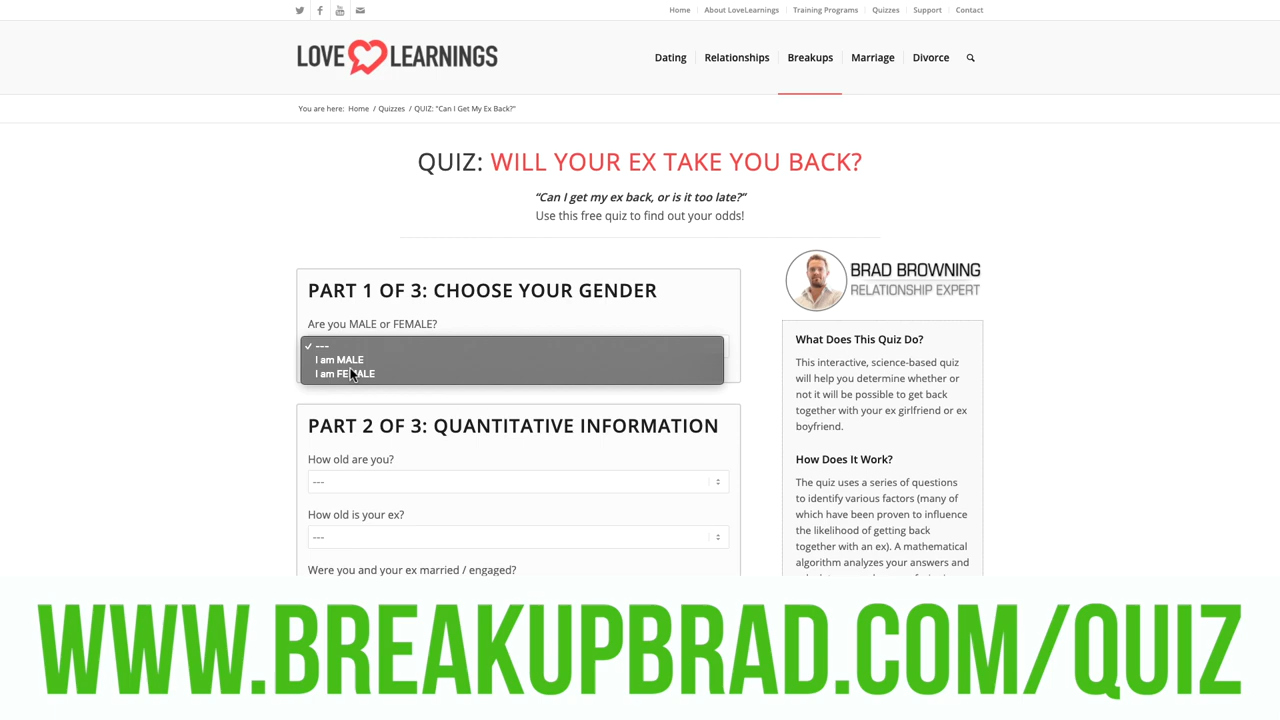 Home
About LoveLearnings
Training Programs
Quizzes
Support
Contact
LOVE LEARNINGS
Dating
Relationships
Breakups
Marriage
Divorce
You are here: Home / Quizzes / QUIZ: "Can I Get My Ex Back?"
QUIZ: WILL YOUR EX TAKE YOU BACK?
“Can I get my ex back, or is it too late?”
Use this free quiz to find out your odds!
PART 1 OF 3: CHOOSE YOUR GENDER
Are you MALE or FEMALE?
✓ ---
I am MALE
I am FEMALE
PART 2 OF 3: QUANTITATIVE INFORMATION
How old are you?
---
How old is your ex?
---
Were you and your ex married / engaged?
BRAD BROWNING
RELATIONSHIP EXPERT
What Does This Quiz Do?
This interactive, science-based quiz
will help you determine whether or
not it will be possible to get back
together with your ex girlfriend or ex
boyfriend.
How Does It Work?
The quiz uses a series of questions
to identify various factors (many of
which have been proven to influence
the likelihood of getting back
together with an ex). A mathematical
algorithm analyzes your answers and
WWW.BREAKUPBRAD.COM/QUIZ